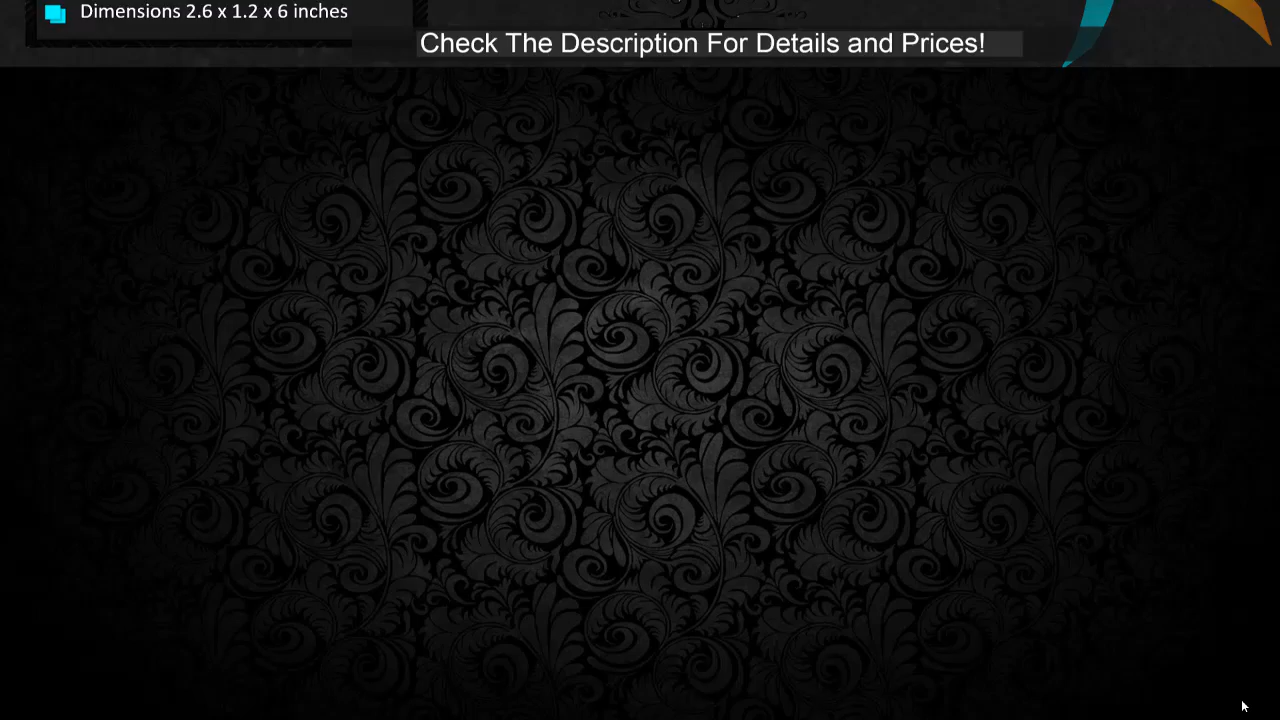 Dimensions 2.6 x 1.2 x 6 inches
Check The Description For Details and Prices!